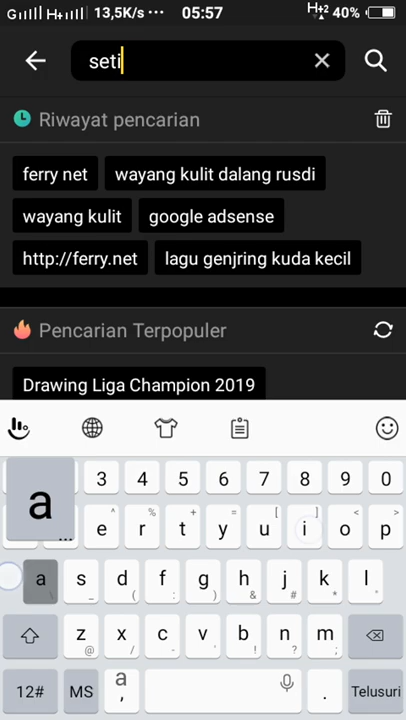 13,5K/s ••• 05:57 H+2 40%
seti
Riwayat pencarian
ferry net wayang kulit dalang rusdi
wayang kulit google adsense
http://ferry.net lagu genjring kuda kecil
Pencarian Terpopuler
Drawing Liga Champion 2019
a 3 4 5 6 7 8 9 0
... e ^ r % t + y = u [ i ] o < p >
a \ s _ d ( f : g ) h & j # k * l "
z @ x / c - v ' b ! n ? m ;
12# MS a , . Telusuri